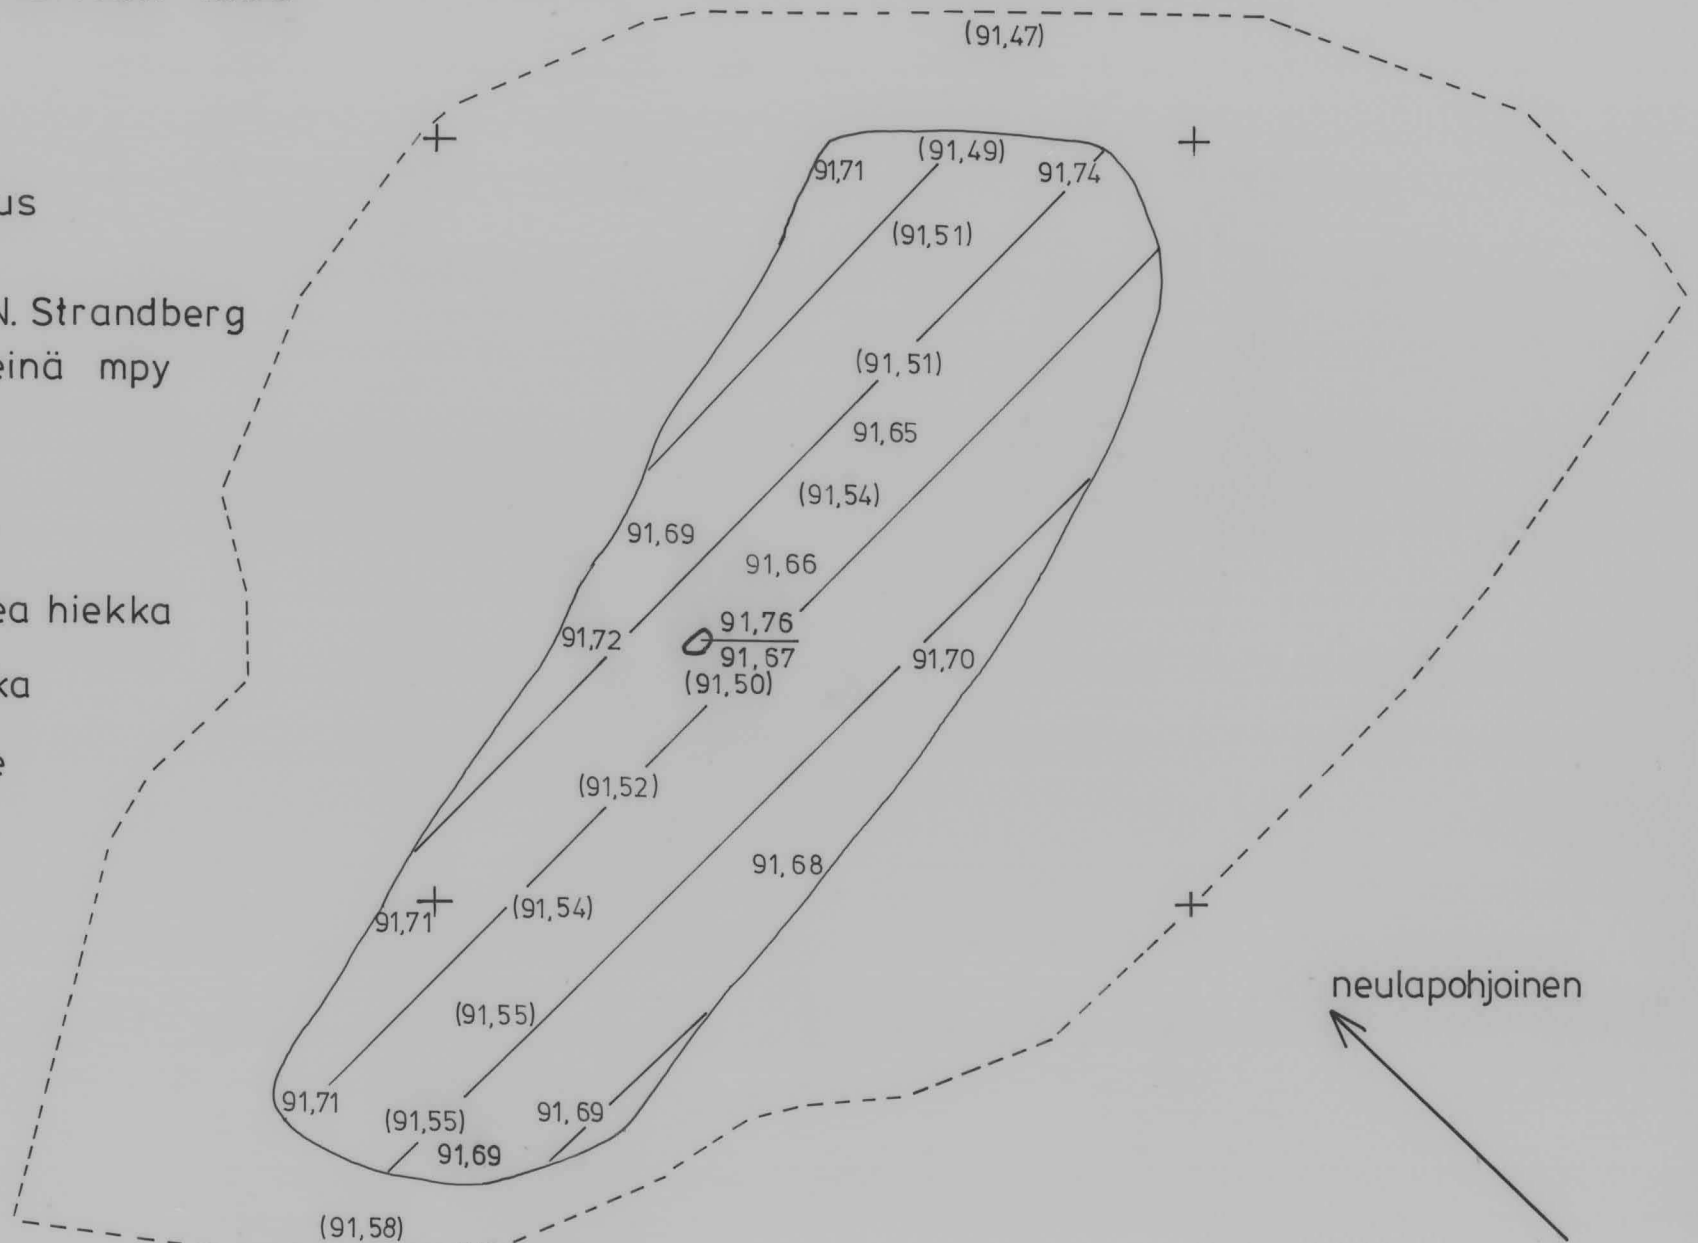 (91,47)
91,71 (91,49) 91,74
us
(91,51)
N. Strandberg
einä mpy
(91,51)
91,65
(91,54)
91,69
91,66
ea hiekka
91,76
91,72
91,67
91,70
(91,50)
ka
e
(91,52)
91,68
(91,54)
91,71
neulapohjoinen
(91,55)
91,71
(91,55)
91,69
91,69
(91,58)